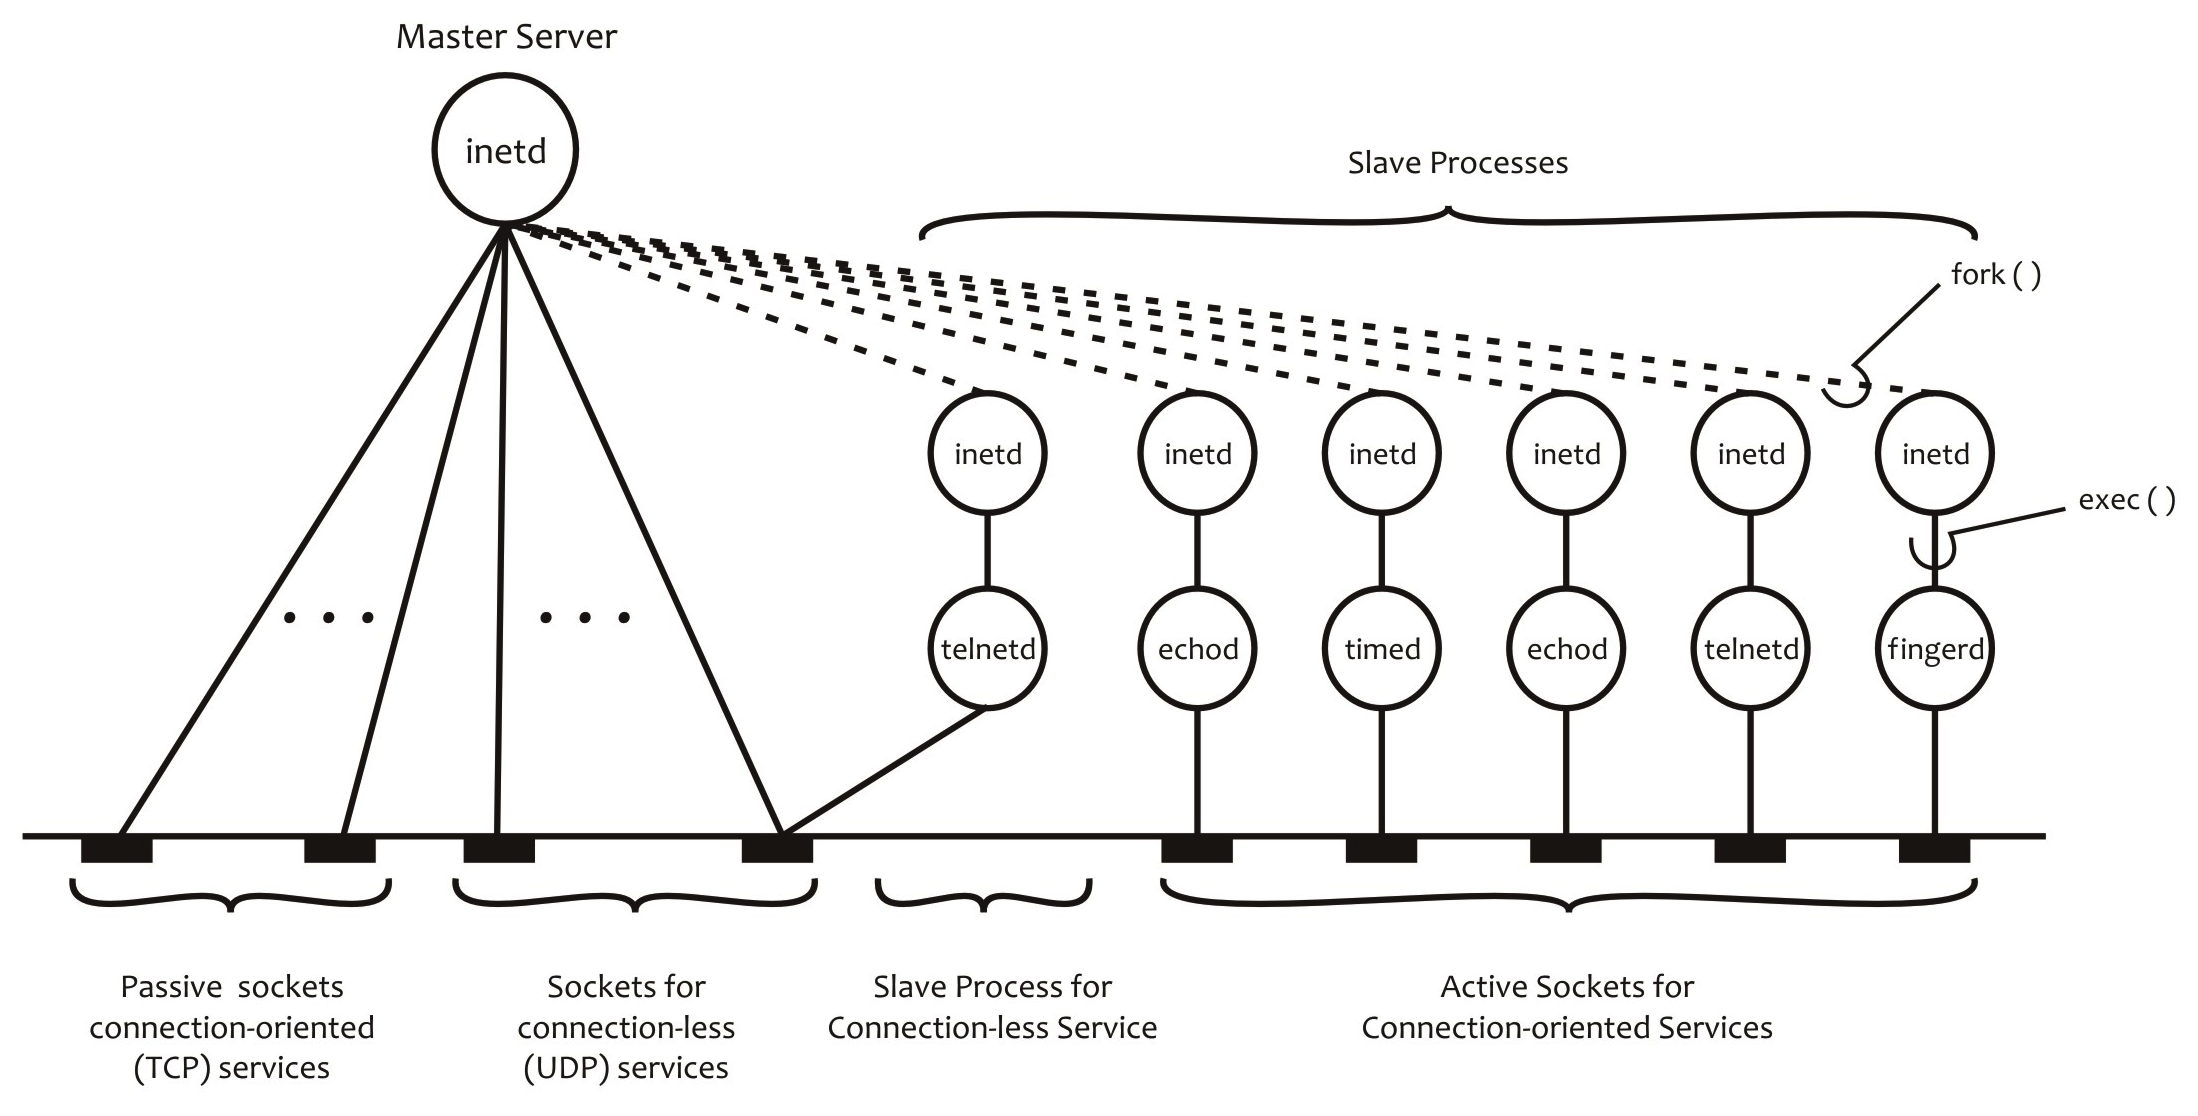 Master Server
inetd
Slave Processes
fork ( )
inetd inetd inetd inetd inetd inetd
exec ( )
telnetd echod timed echod telnetd fingerd
Passive sockets
connection-oriented
(TCP) services
Sockets for
connection-less
(UDP) services
Slave Process for
Connection-less Service
Active Sockets for
Connection-oriented Services